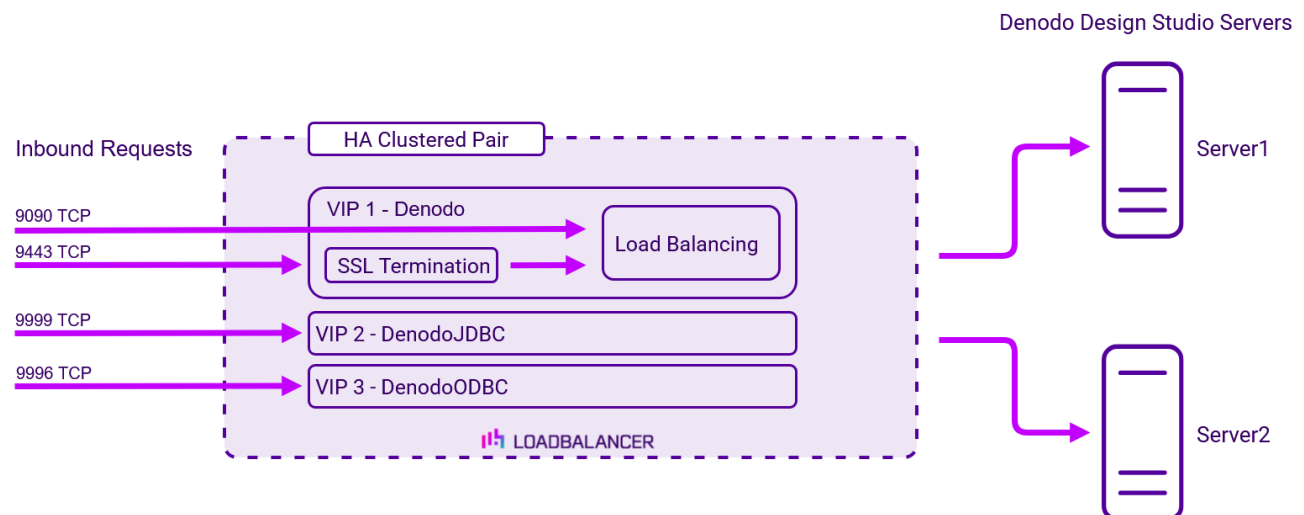 Denodo Design Studio Servers
HA Clustered Pair
Inbound Requests
Server1
9090 TCP
VIP 1 - Denodo
9443 TCP
Load Balancing
SSL Termination
9999 TCP
VIP 2 - DenodoJDBC
9996 TCP
VIP 3 - DenodoODBC
LOADBALANCER
Server2